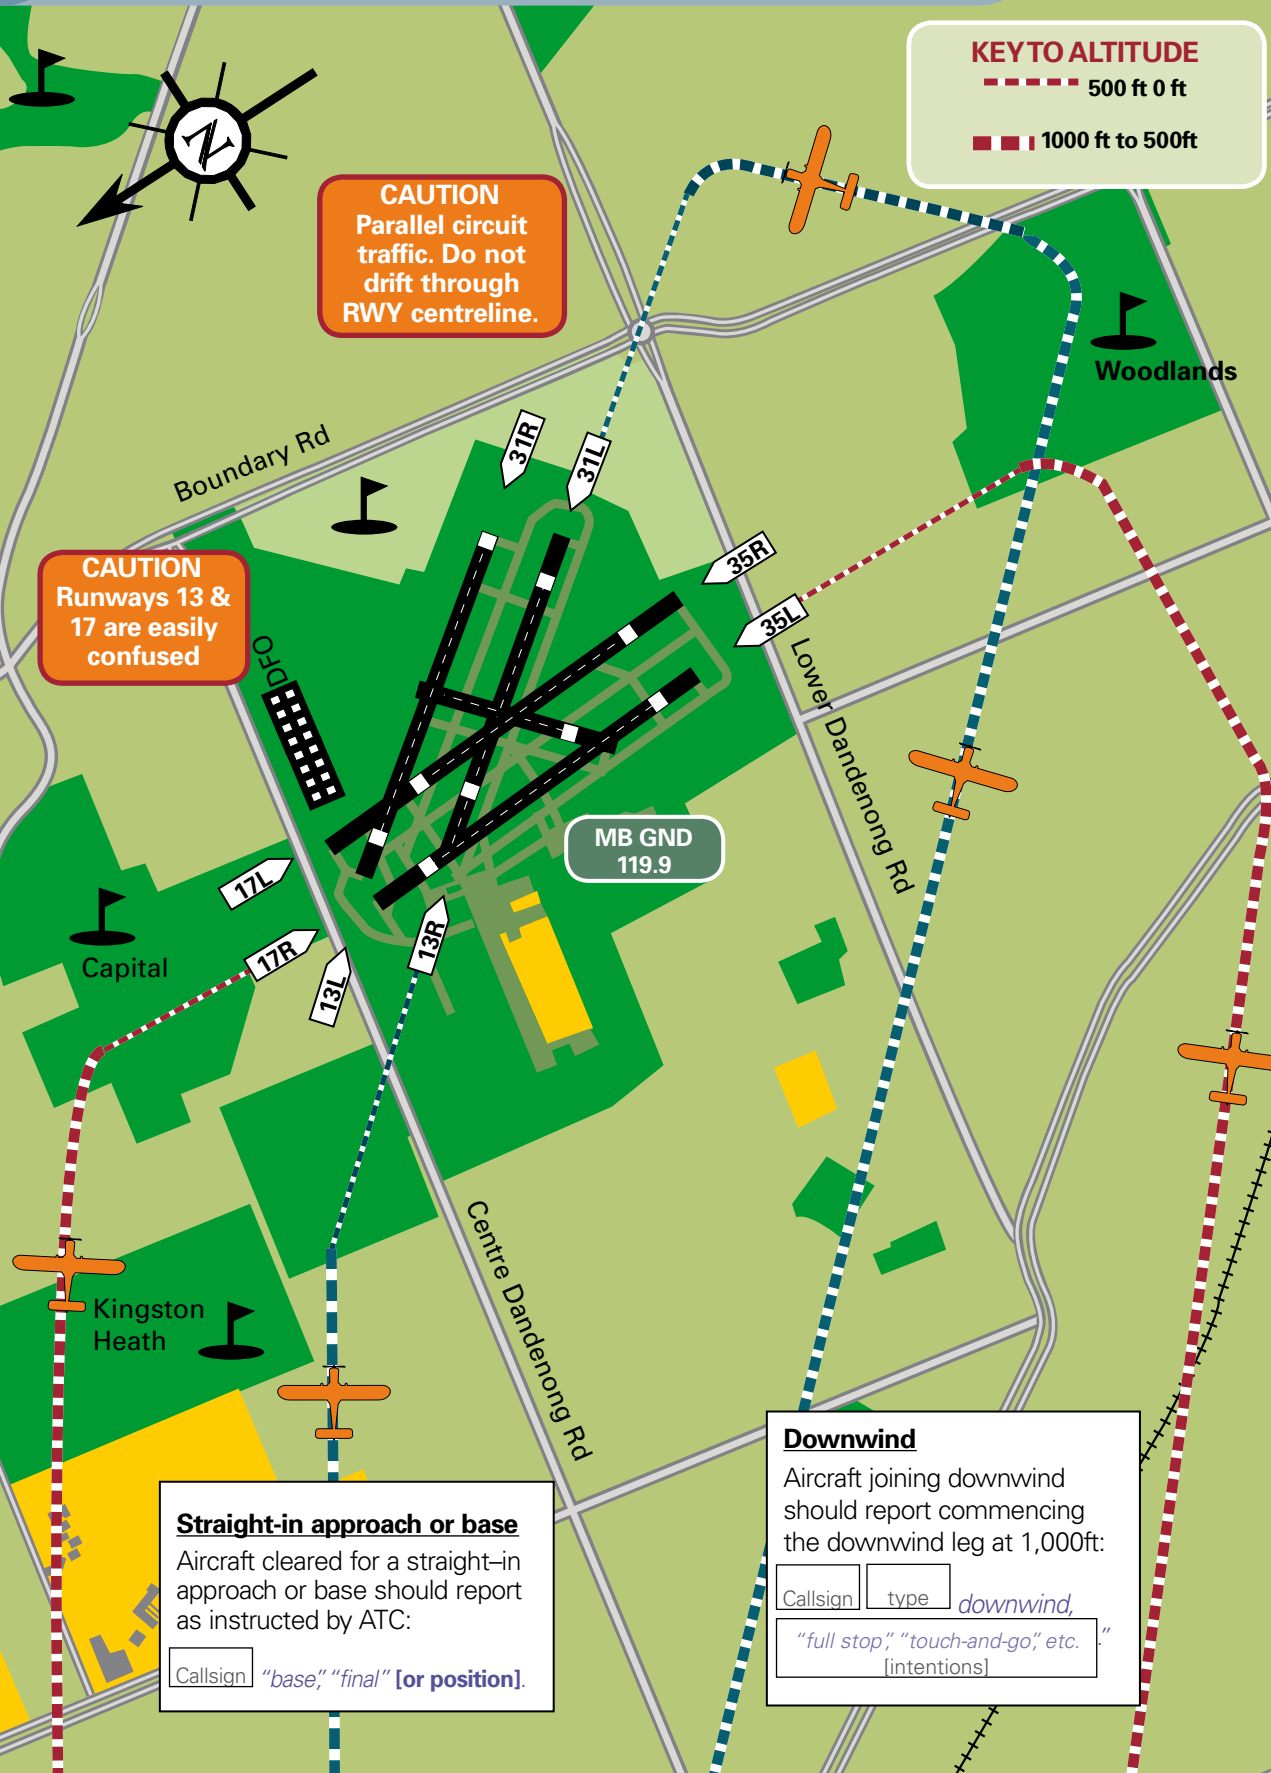 KEY TO ALTITUDE
500 ft 0 ft
1000 ft to 500ft
N
CAUTION
Parallel circuit
traffic. Do not
drift through
RWY centreline.
Woodlands
Boundary Rd
31R
31L
35R
35L
CAUTION
Runways 13 &
17 are easily
confused
DFO
Lower Dandenong Rd
MB GND
119.9
17L
17R
13L
13R
Capital
Centre Dandenong Rd
Kingston
Heath
Straight-in approach or base
Aircraft cleared for a straight–in
approach or base should report
as instructed by ATC:
Callsign “base,” “final” [or position].
Downwind
Aircraft joining downwind
should report commencing
the downwind leg at 1,000ft:
Callsign type downwind,
“full stop,” “touch-and-go,” etc. .”
[intentions]